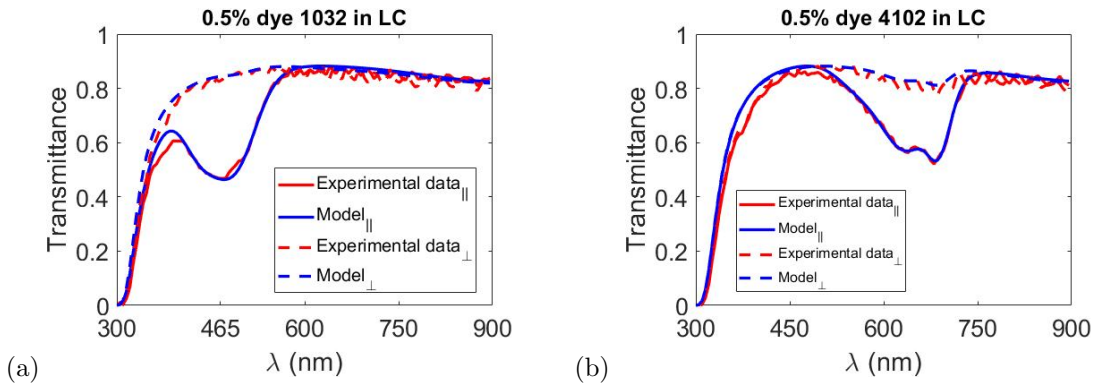 0.5% dye 1032 in LC
1
0.8
0.6
0.4
0.2
0
Transmittance
Experimental data∥
Model∥
Experimental data⊥
Model⊥
300 465 600 750 900
λ (nm)
(a)
0.5% dye 4102 in LC
1
0.8
0.6
0.4
0.2
0
Transmittance
Experimental data∥
Model∥
Experimental data⊥
Model⊥
300 450 600 750 900
λ (nm)
(b)